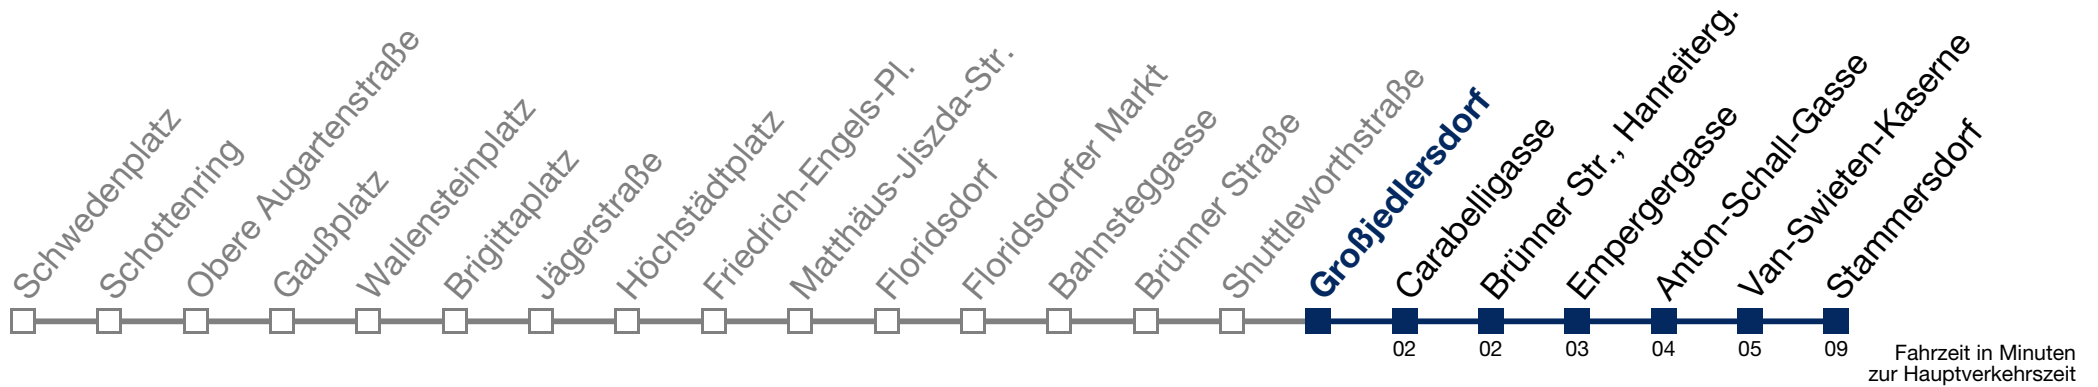 Schwedenplatz
Schottenring
Obere Augartenstraße
Gaußplatz
Wallensteinplatz
Brigittaplatz
Jägerstraße
Höchstädtplatz
Friedrich-Engels-Pl.
Matthäus-Jiszda-Str.
Floridsdorf
Floridsdorfer Markt
Bahnsteggasse
Brünner Straße
Shuttleworthstraße
Großjedlersdorf
Carabelligasse
Brünner Str., Hanreiterg.
Empergergasse
Anton-Schall-Gasse
Van-Swieten-Kaserne
Stammersdorf
02 02 03 04 05 09
Fahrzeit in Minuten
zur Hauptverkehrszeit